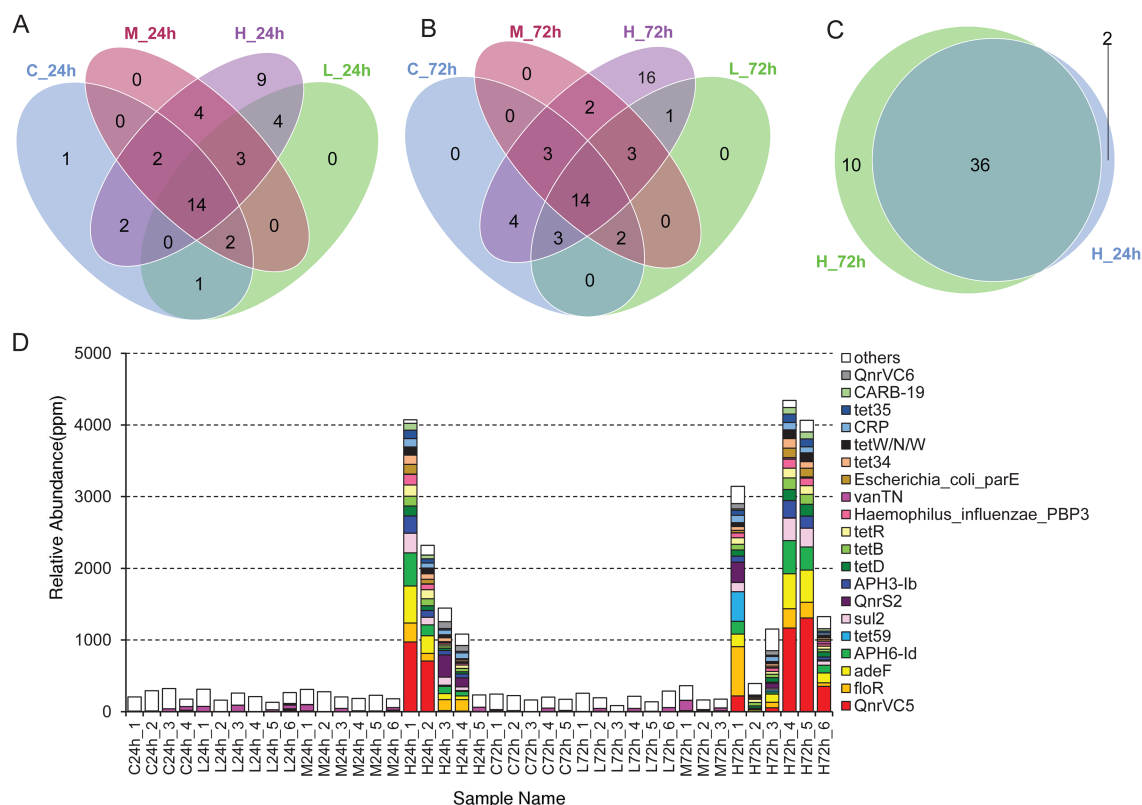 A
M_24h
H_24h
C_24h
L_24h
0
9
4
4
0
1
2
3
0
14
2
0
2
0
1
B
M_72h
H_72h
C_72h
L_72h
0
16
2
1
0
0
3
3
0
14
4
3
2
0
0
C
2
10
36
H_72h
H_24h
D
Relative Abundance(ppm)
5000
4000
3000
2000
1000
0
others
QnrVC6
CARB-19
tet35
CRP
tetW/N/W
tet34
Escherichia_coli_parE
vanTN
Haemophilus_influenzae_PBP3
tetR
tetB
tetD
APH3-Ib
QnrS2
sul2
tet59
APH6-Id
adeF
floR
QnrVC5
C24h_1
C24h_2
C24h_3
C24h_4
L24h_1
L24h_2
L24h_3
L24h_4
L24h_5
L24h_6
M24h_1
M24h_2
M24h_3
M24h_4
M24h_5
M24h_6
H24h_1
H24h_2
H24h_3
H24h_4
H24h_5
C72h_1
C72h_2
C72h_3
C72h_4
C72h_5
L72h_1
L72h_2
L72h_3
L72h_4
L72h_5
L72h_6
M72h_1
M72h_2
M72h_3
H72h_1
H72h_2
H72h_3
H72h_4
H72h_5
H72h_6
Sample Name